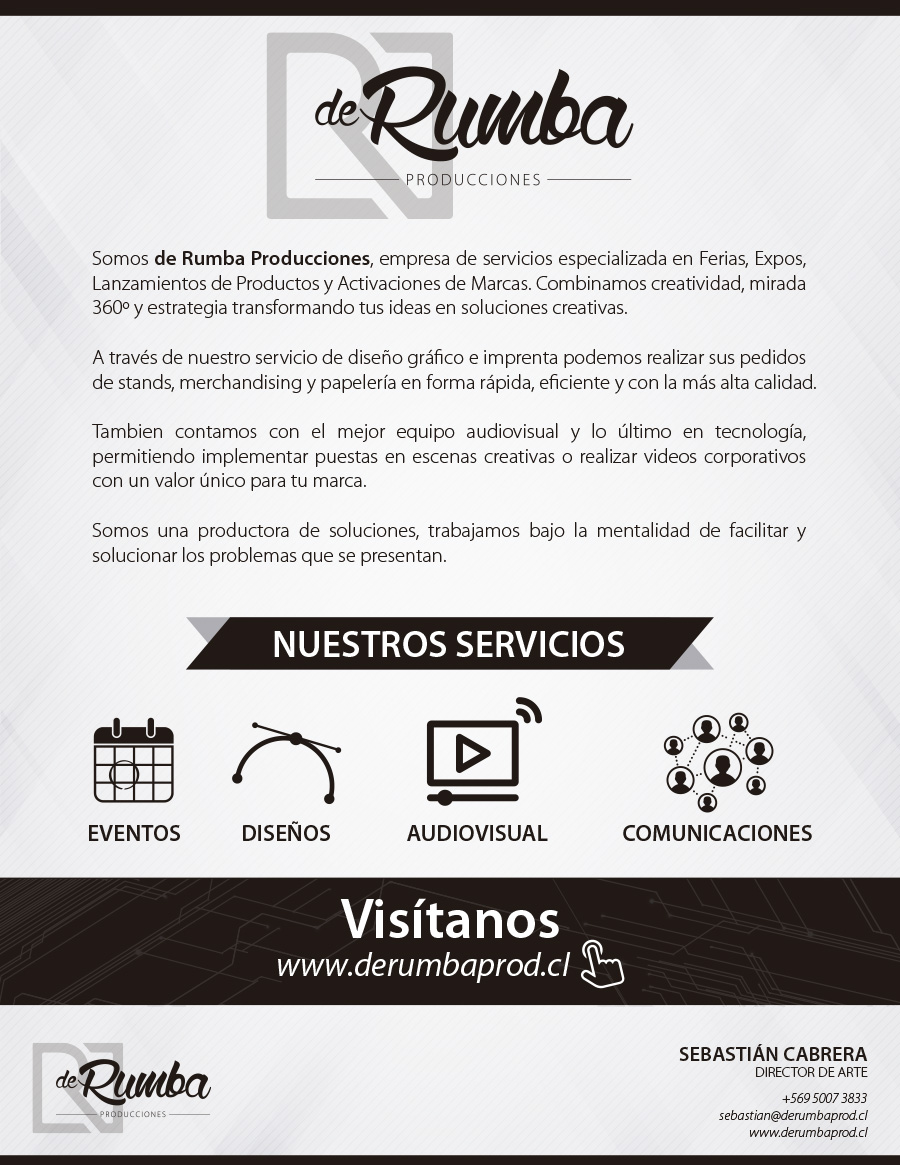 de Rumba
PRODUCCIONES
Somos de Rumba Producciones, empresa de servicios especializada en Ferias, Expos,
Lanzamientos de Productos y Activaciones de Marcas. Combinamos creatividad, mirada
360º y estrategia transformando tus ideas en soluciones creativas.
A través de nuestro servicio de diseño gráfico e imprenta podemos realizar sus pedidos
de stands, merchandising y papelería en forma rápida, eficiente y con la más alta calidad.
Tambien contamos con el mejor equipo audiovisual y lo último en tecnología,
permitiendo implementar puestas en escenas creativas o realizar videos corporativos
con un valor único para tu marca.
Somos una productora de soluciones, trabajamos bajo la mentalidad de facilitar y
solucionar los problemas que se presentan.
NUESTROS SERVICIOS
EVENTOS DISEÑOS AUDIOVISUAL COMUNICACIONES
Visítanos
www.derumbaprod.cl
de Rumba
PRODUCCIONES
SEBASTIÁN CABRERA
DIRECTOR DE ARTE
+569 5007 3833
sebastian@derumbaprod.cl
www.derumbaprod.cl